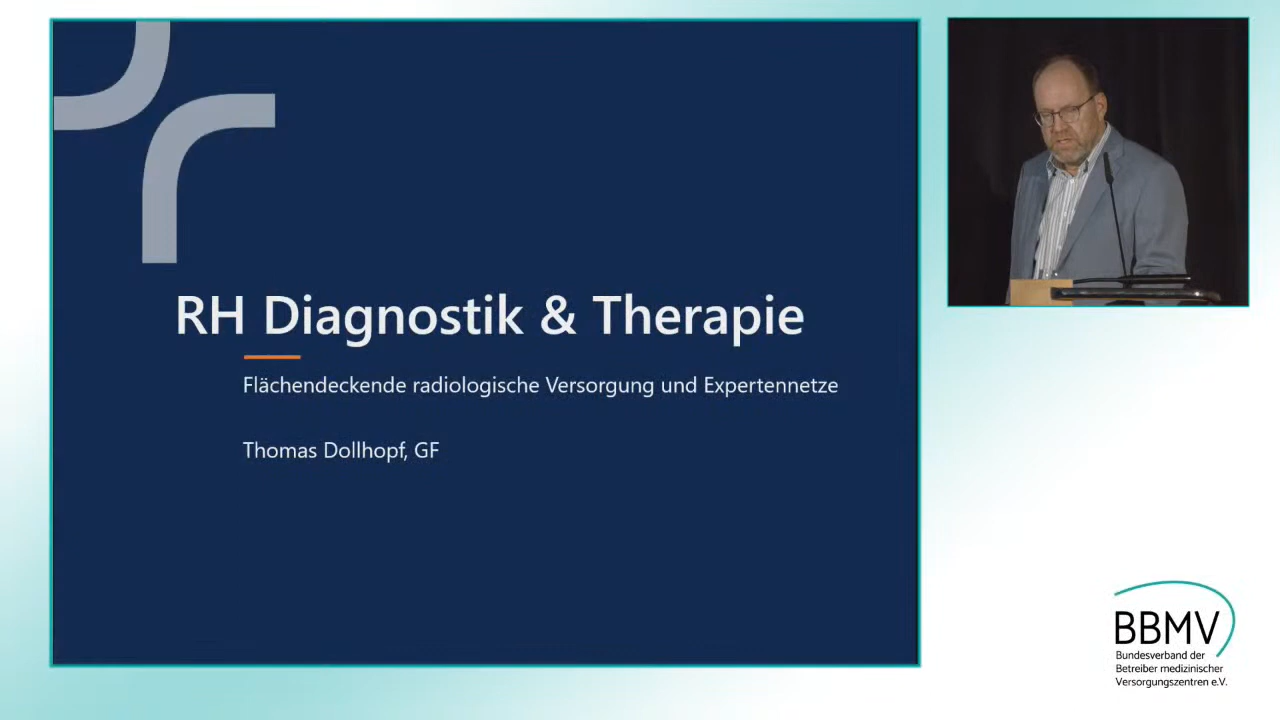 RH Diagnostik & Therapie
Flächendeckende radiologische Versorgung und Expertennetze
Thomas Dollhopf, GF
BBMV
Bundesverband der
Betreiber medizinischer
Versorgungszentren e.V.